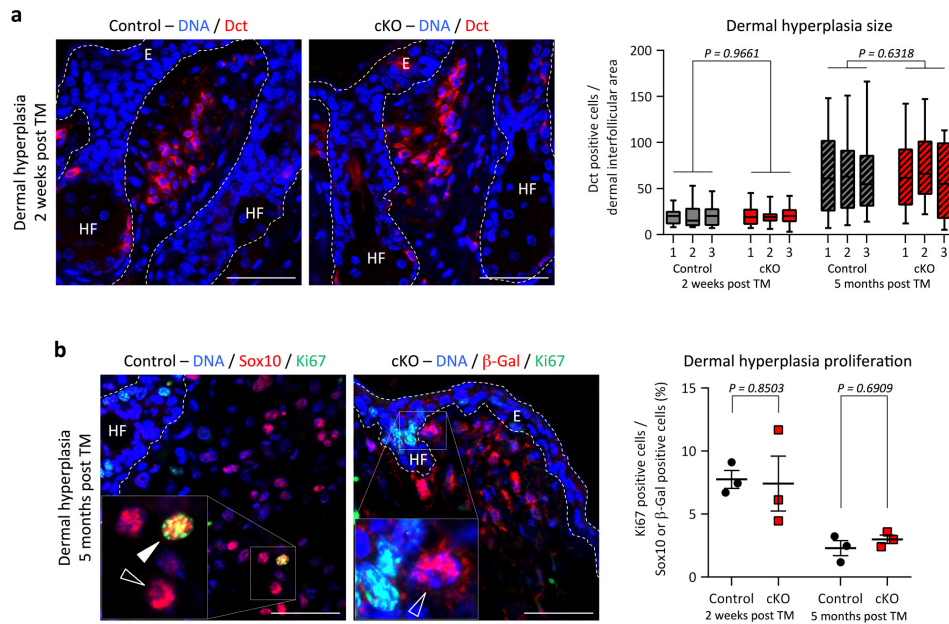 a
Control – DNA / Dct
cKO – DNA / Dct
Dermal hyperplasia
2 weeks post TM
E
HF
HF
E
HF
HF
Dermal hyperplasia size
Dct positive cells /
dermal interfollicular area
200
150
100
50
0
P = 0.9661
P = 0.6318
1 2 3 1 2 3 1 2 3 1 2 3
Control cKO Control cKO
2 weeks post TM 5 months post TM
b
Control – DNA / Sox10 / Ki67
cKO – DNA / β-Gal / Ki67
Dermal hyperplasia
5 months post TM
HF
E
HF
Dermal hyperplasia proliferation
Ki67 positive cells /
Sox10 or β-Gal positive cells (%)
15
10
5
0
P = 0.8503
P = 0.6909
Control cKO Control cKO
2 weeks post TM 5 months post TM